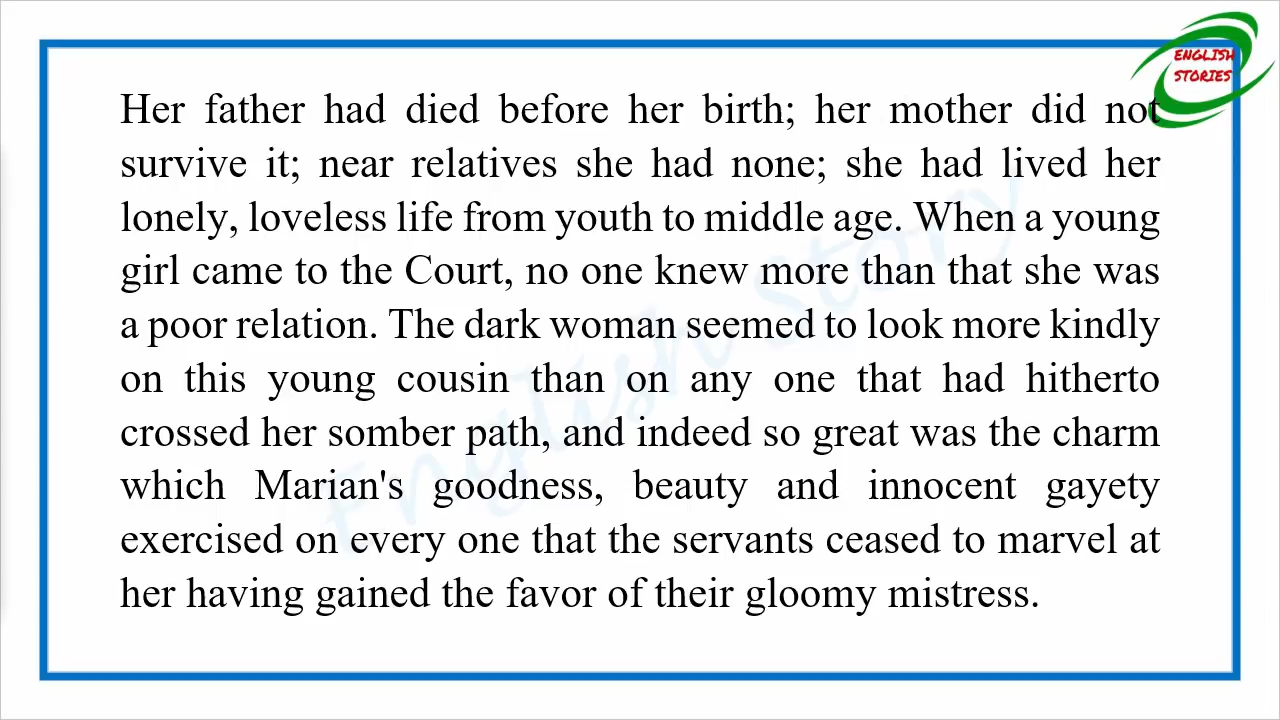 ENGLISH
STORIES
Her father had died before her birth; her mother did not
survive it; near relatives she had none; she had lived her
lonely, loveless life from youth to middle age. When a young
girl came to the Court, no one knew more than that she was
a poor relation. The dark woman seemed to look more kindly
on this young cousin than on any one that had hitherto
crossed her somber path, and indeed so great was the charm
which Marian's goodness, beauty and innocent gayety
exercised on every one that the servants ceased to marvel at
her having gained the favor of their gloomy mistress.
English Story